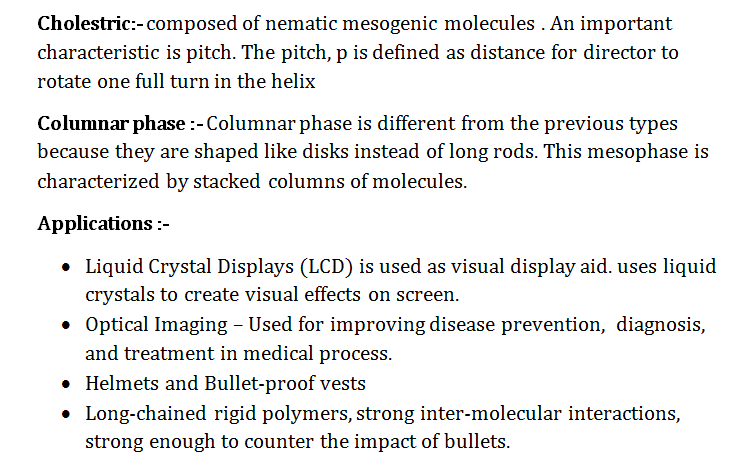 Cholestric:- composed of nematic mesogenic molecules . An important
characteristic is pitch. The pitch, p is defined as distance for director to
rotate one full turn in the helix
Columnar phase :- Columnar phase is different from the previous types
because they are shaped like disks instead of long rods. This mesophase is
characterized by stacked columns of molecules.
Applications :-
• Liquid Crystal Displays (LCD) is used as visual display aid. uses liquid
crystals to create visual effects on screen.
• Optical Imaging – Used for improving disease prevention,  diagnosis,
and treatment in medical process.
• Helmets and Bullet-proof vests
• Long-chained rigid polymers, strong inter-molecular interactions,
strong enough to counter the impact of bullets.